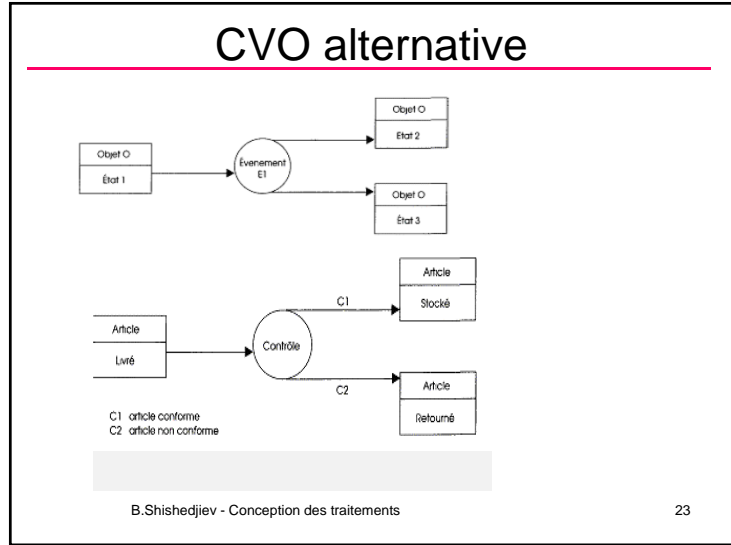 CVO alternative
Objet O
Etat 2
Objet O
État 1
Évenement
E1
Objet O
État 3
Article
Stocké
C1
Article
Livré
Contrôle
C2
Article
Retourné
C1 article conforme
C2 article non conforme
B.Shishedjiev - Conception des traitements
23